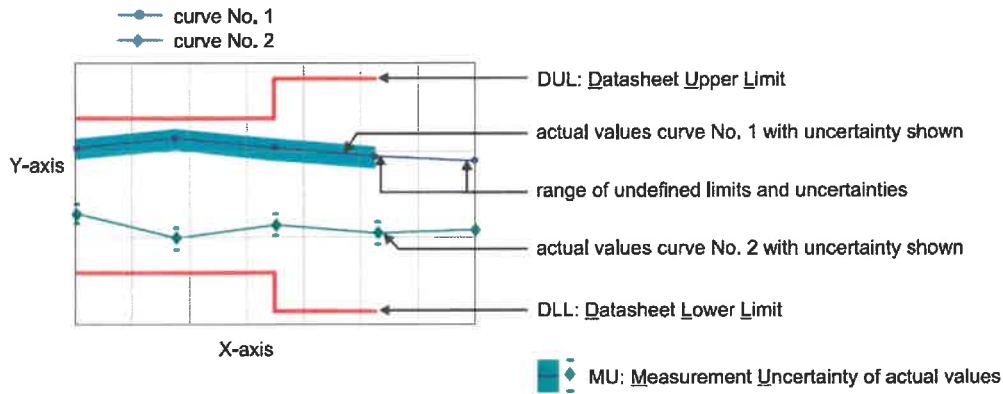 curve No. 1
curve No. 2
DUL: Datasheet Upper Limit
actual values curve No. 1 with uncertainty shown
Y-axis
range of undefined limits and uncertainties
actual values curve No. 2 with uncertainty shown
DLL: Datasheet Lower Limit
X-axis
MU: Measurement Uncertainty of actual values